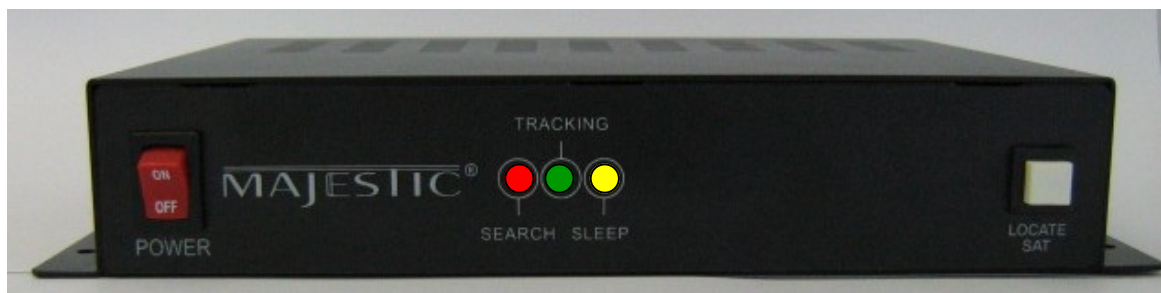 TRACKING
ON
OFF
MAJESTIC®
SEARCH SLEEP
POWER
LOCATE
SAT